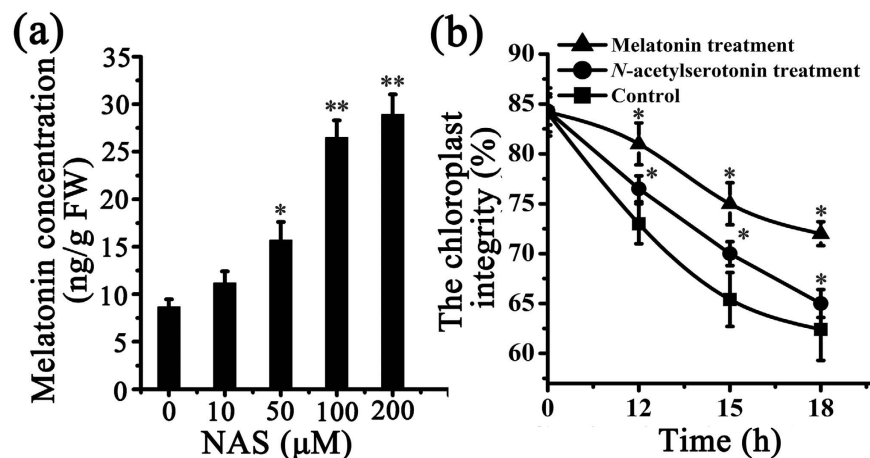 (a)
Melatonin concentration
(ng/g FW)
35
30
25
20
15
10
5
0
*
**
**
0 10 50 100 200
NAS (μM)
(b)
The chloroplast
integrity (%)
90
85
80
75
70
65
60
Melatonin treatment
N-acetylserotonin treatment
Control
*
*
*
*
*
*
0 12 15 18
Time (h)